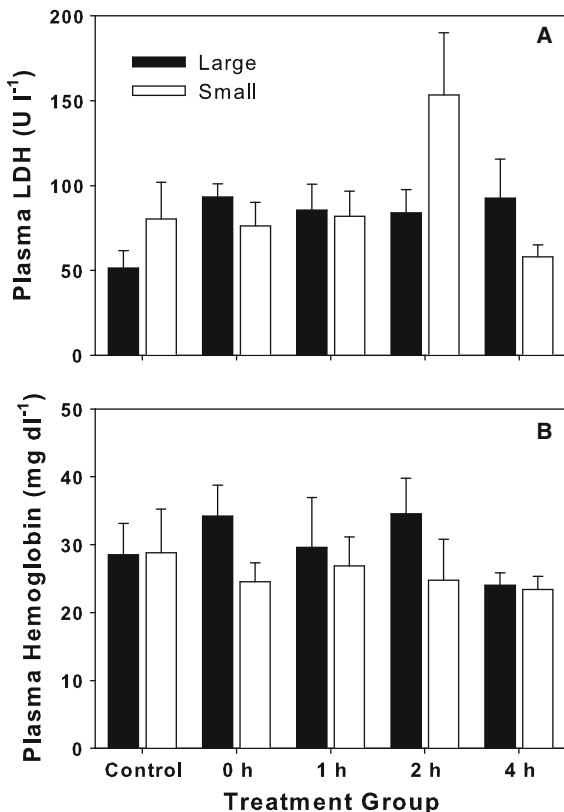 A
Large
Small
Plasma LDH (U l⁻¹)
200
150
100
50
0
B
Plasma Hemoglobin (mg dl⁻¹)
50
40
30
20
10
0
Control 0 h 1 h 2 h 4 h
Treatment Group